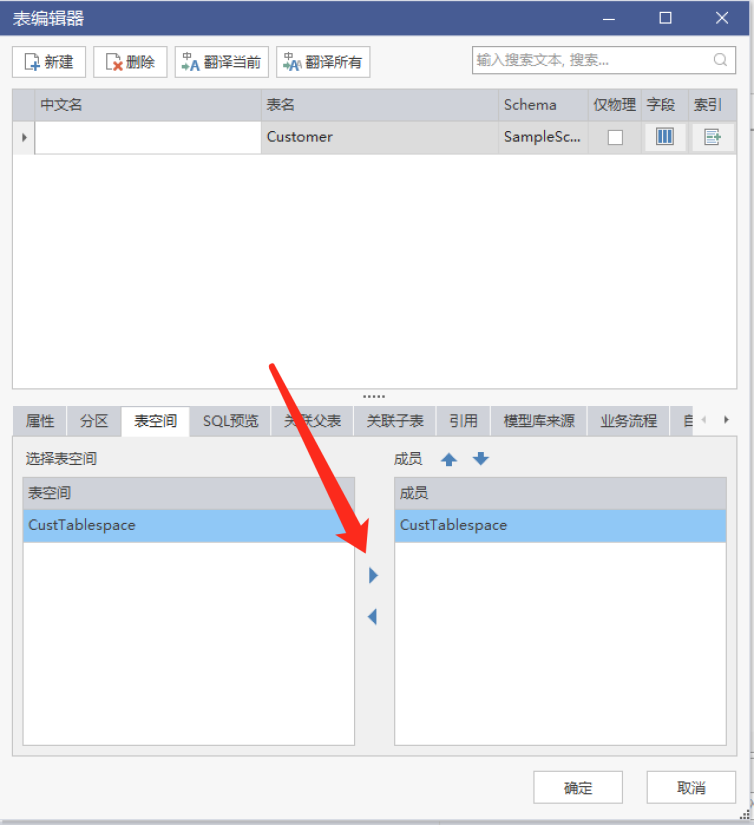 表编辑器
新建 删除 翻译当前 翻译所有 输入搜索文本, 搜索...
中文名 表名 Schema 仅物理 字段 索引
Customer SampleSc...
属性 分区 表空间 SQL预览 关联父表 关联子表 引用 模型库来源 业务流程
选择表空间 成员
表空间 成员
CustTablespace CustTablespace
确定 取消